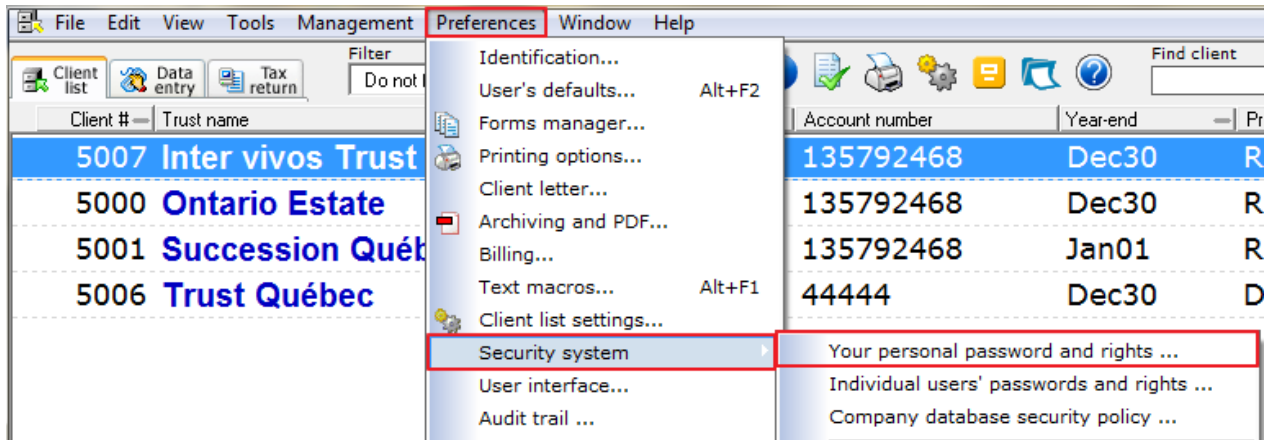 File Edit View Tools Management Preferences Window Help
Client list
Data entry
Tax return
Filter
Do not
Find client
Client # Trust name
Account number
Year-end
Pr
5007 Inter vivos Trust
135792468 Dec30 R
5000 Ontario Estate
135792468 Dec30 R
5001 Succession Québ
135792468 Jan01 R
5006 Trust Québec
44444 Dec30 D
Identification...
User's defaults... Alt+F2
Forms manager...
Printing options...
Client letter...
Archiving and PDF...
Billing...
Text macros... Alt+F1
Client list settings...
Security system
User interface...
Audit trail ...
Your personal password and rights ...
Individual users' passwords and rights ...
Company database security policy ...